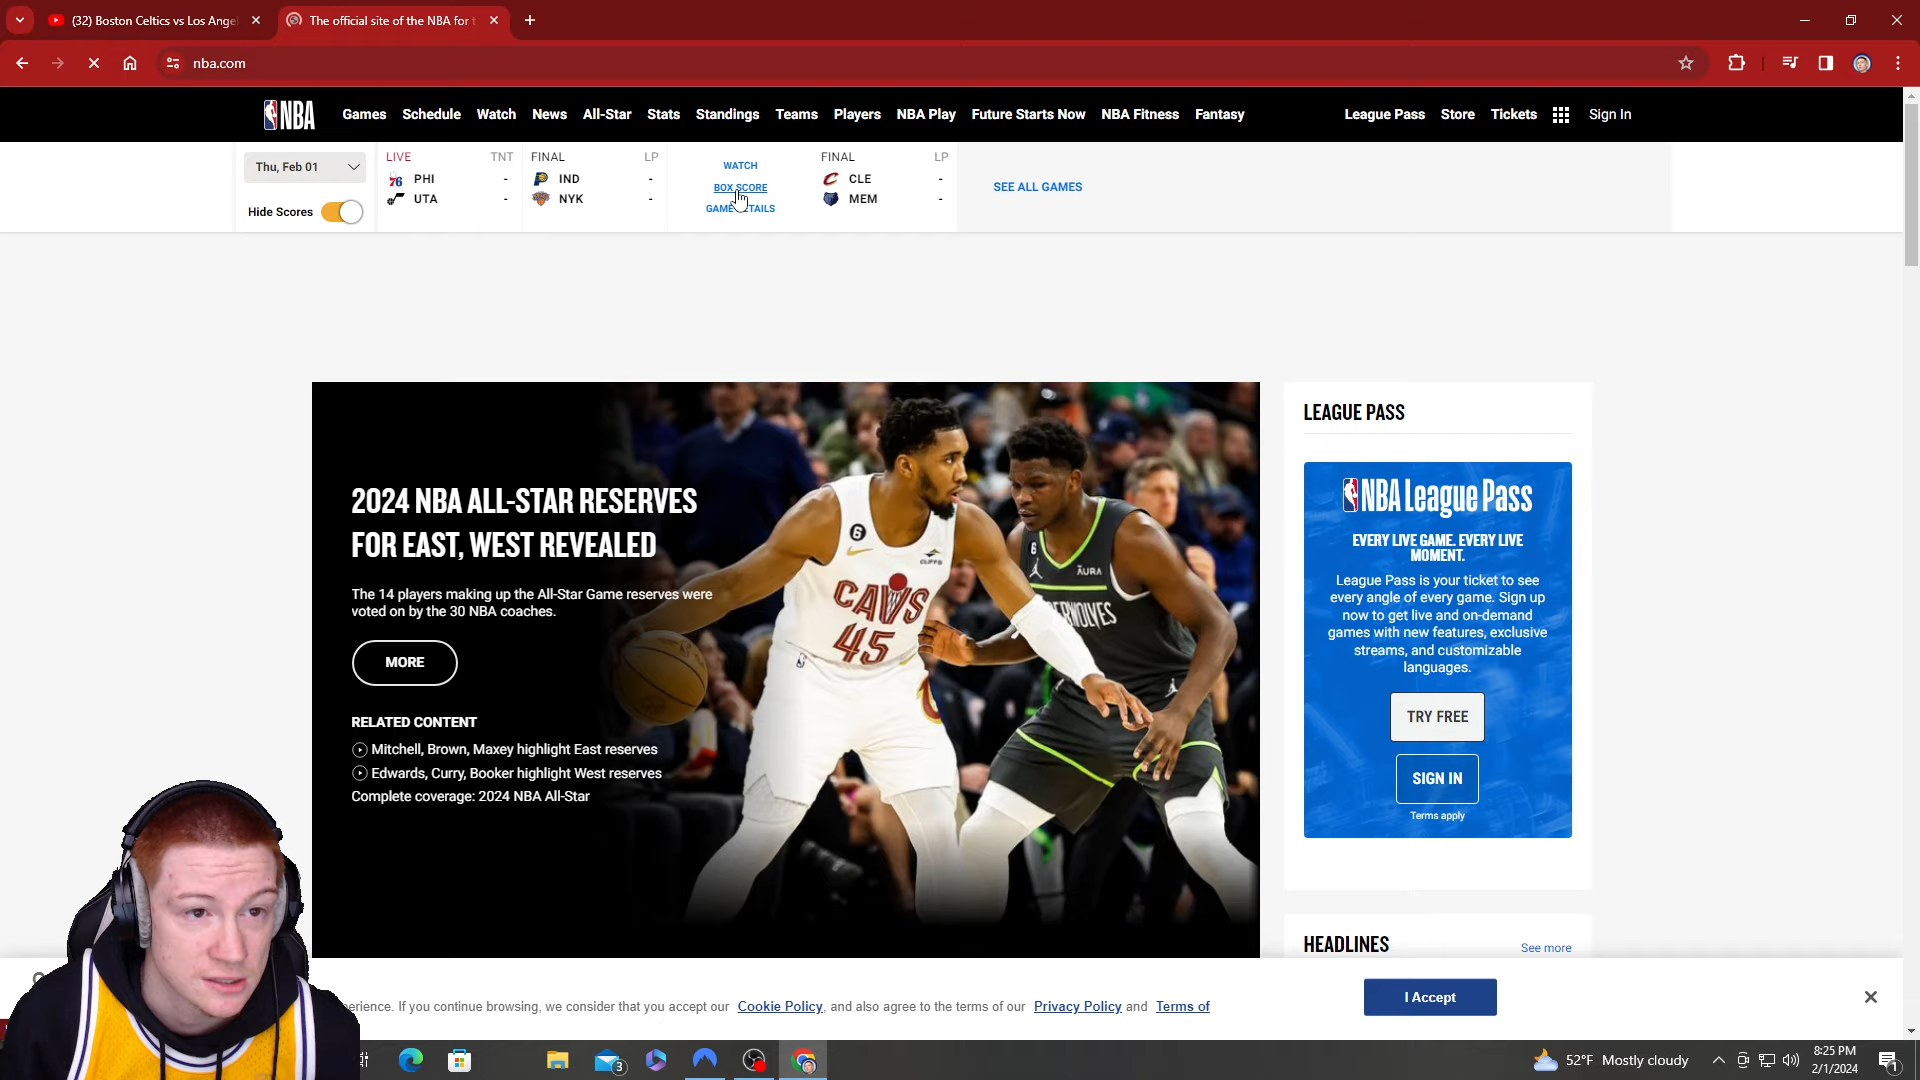 (32) Boston Celtics vs Los Ange
The official site of the NBA for t
nba.com
NBA
Games Schedule Watch News All-Star Stats Standings Teams Players NBA Play Future Starts Now NBA Fitness Fantasy
League Pass Store Tickets Sign In
Thu, Feb 01
Hide Scores
LIVE TNT
76 PHI -
UTA -
FINAL LP
IND -
NYK -
WATCH
BOX SCORE
FINAL LP
CLE -
MEM -
SEE ALL GAMES
2024 NBA ALL-STAR RESERVES
FOR EAST, WEST REVEALED
The 14 players making up the All-Star Game reserves were
voted on by the 30 NBA coaches.
MORE
RELATED CONTENT
Mitchell, Brown, Maxey highlight East reserves
Edwards, Curry, Booker highlight West reserves
Complete coverage: 2024 NBA All-Star
6
CLIFFS
CAVS
45
6
AURA
LEAGUE PASS
NBA League Pass
EVERY LIVE GAME. EVERY LIVE
MOMENT.
League Pass is your ticket to see
every angle of every game. Sign up
now to get live and on-demand
games with new features, exclusive
streams, and customizable
languages.
TRY FREE
SIGN IN
Terms apply
HEADLINES
See more
If you continue browsing, we consider that you accept our Cookie Policy, and also agree to the terms of our Privacy Policy and Terms of
I Accept
3
52°F Mostly cloudy
8:25 PM
2/1/2024
1